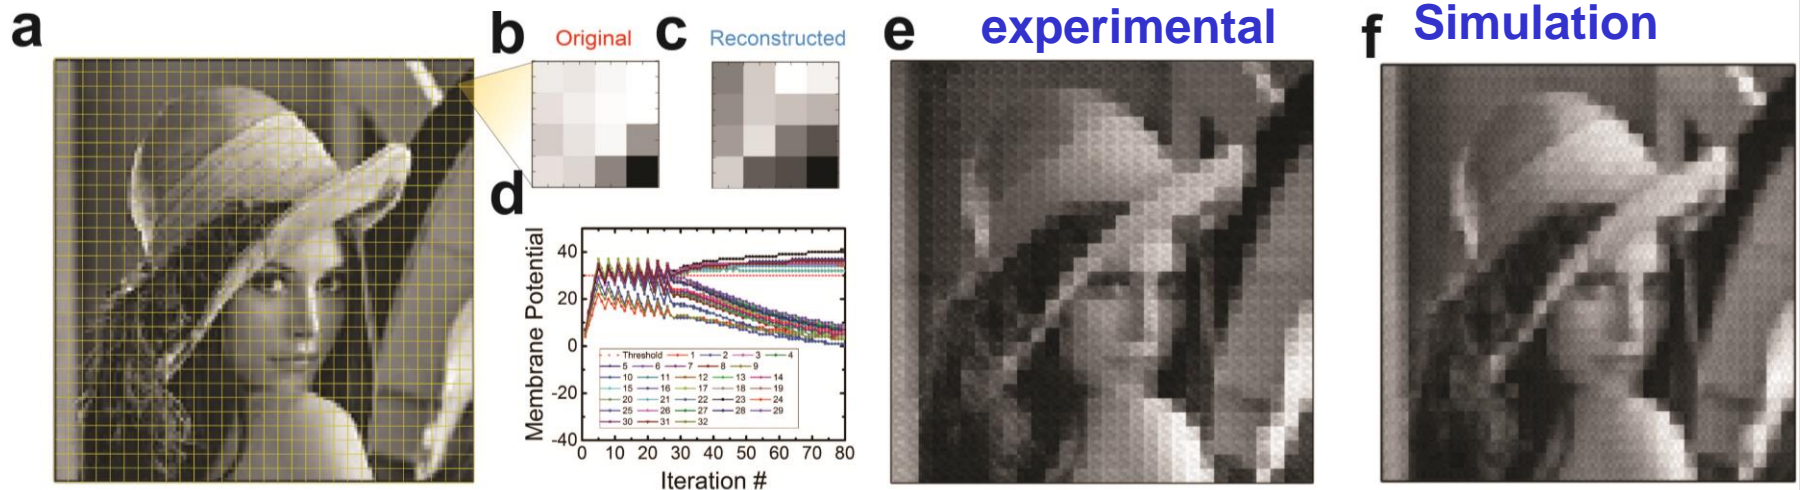 a
b Original c Reconstructed
d
Membrane Potential
40
20
0
-20
-40
Threshold 1 2 3 4
5 6 7 8 9
10 11 12 13 14
15 16 17 18 19
20 21 22 23 24
25 26 27 28 29
30 31 32
0 10 20 30 40 50 60 70 80
Iteration #
e experimental
f Simulation